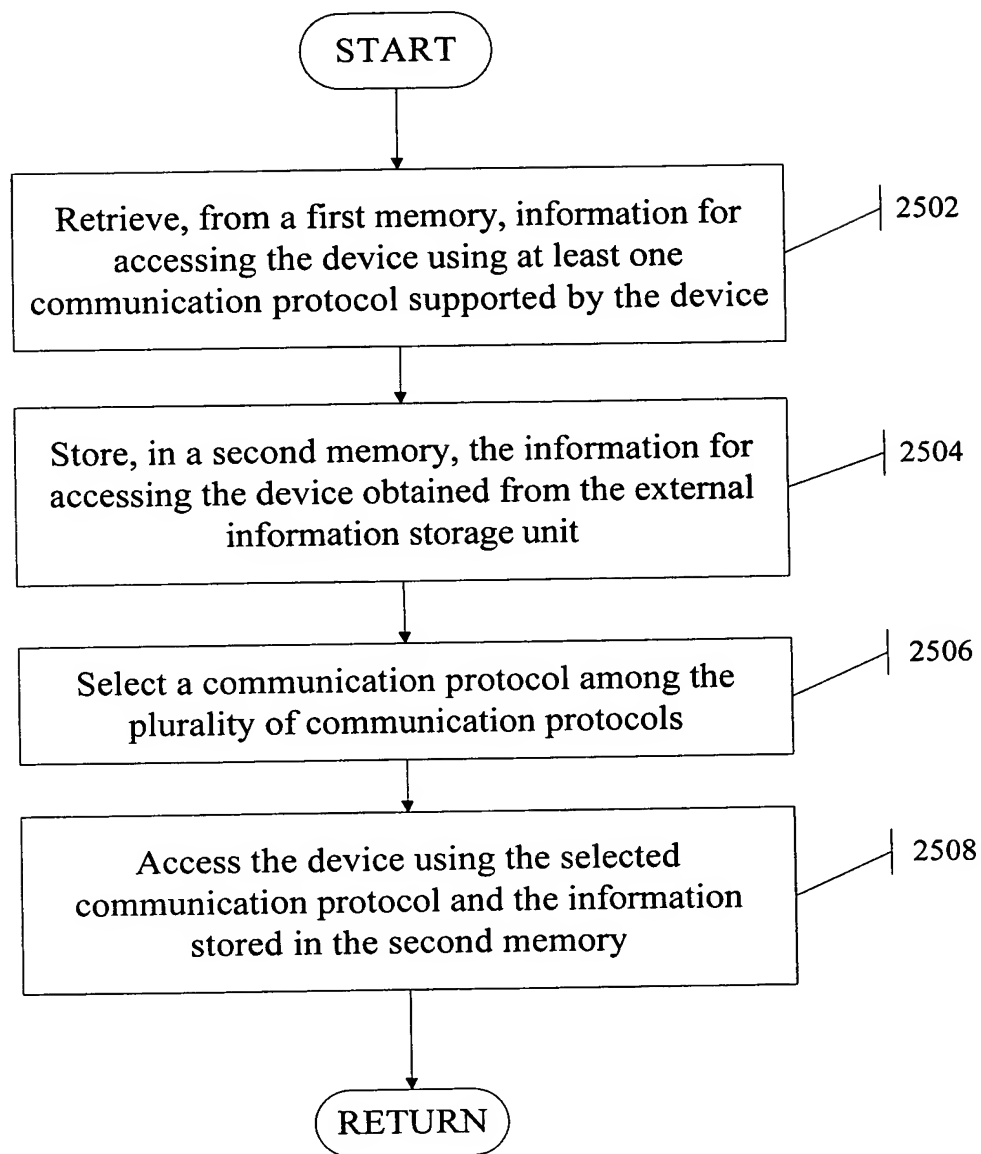 START
Retrieve, from a first memory, information for
accessing the device using at least one
communication protocol supported by the device
2502
Store, in a second memory, the information for
accessing the device obtained from the external
information storage unit
2504
Select a communication protocol among the
plurality of communication protocols
2506
Access the device using the selected
communication protocol and the information
stored in the second memory
2508
RETURN